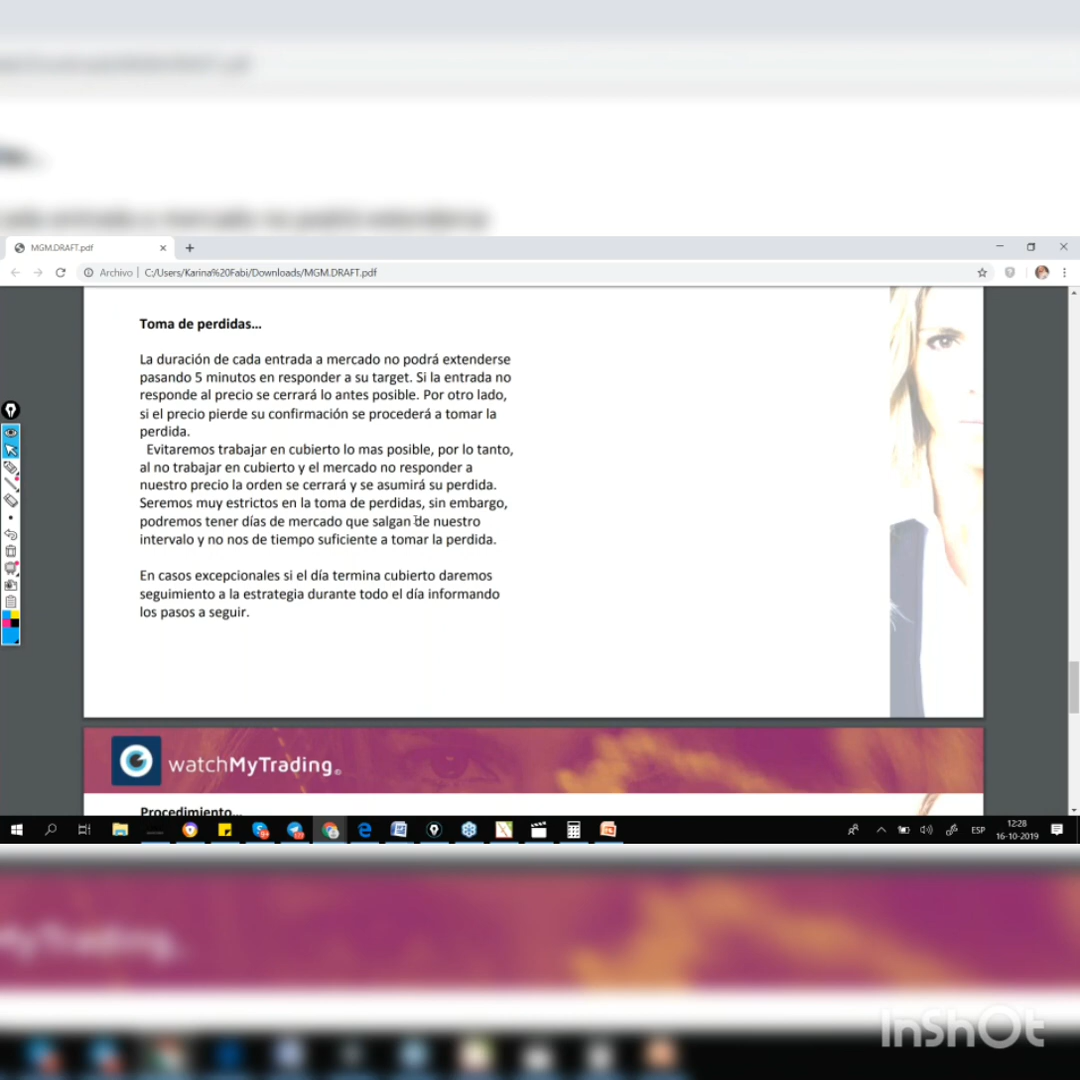 MGM.DRAFT.pdf
Archivo | C:/Users/Karina%20Fabi/Downloads/MGM.DRAFT.pdf
Toma de perdidas...
La duración de cada entrada a mercado no podrá extenderse
pasando 5 minutos en responder a su target. Si la entrada no
responde al precio se cerrará lo antes posible. Por otro lado,
si el precio pierde su confirmación se procederá a tomar la
perdida.
Evitaremos trabajar en cubierto lo mas posible, por lo tanto,
al no trabajar en cubierto y el mercado no responder a
nuestro precio la orden se cerrará y se asumirá su perdida.
Seremos muy estrictos en la toma de perdidas, sin embargo,
podremos tener días de mercado que salgan de nuestro
intervalo y no nos de tiempo suficiente a tomar la perdida.
En casos excepcionales si el día termina cubierto daremos
seguimiento a la estrategia durante todo el día informando
los pasos a seguir.
watchMyTrading©
Procedimiento...
ESP
12:28
16-10-2019
MyTrading
InShOt